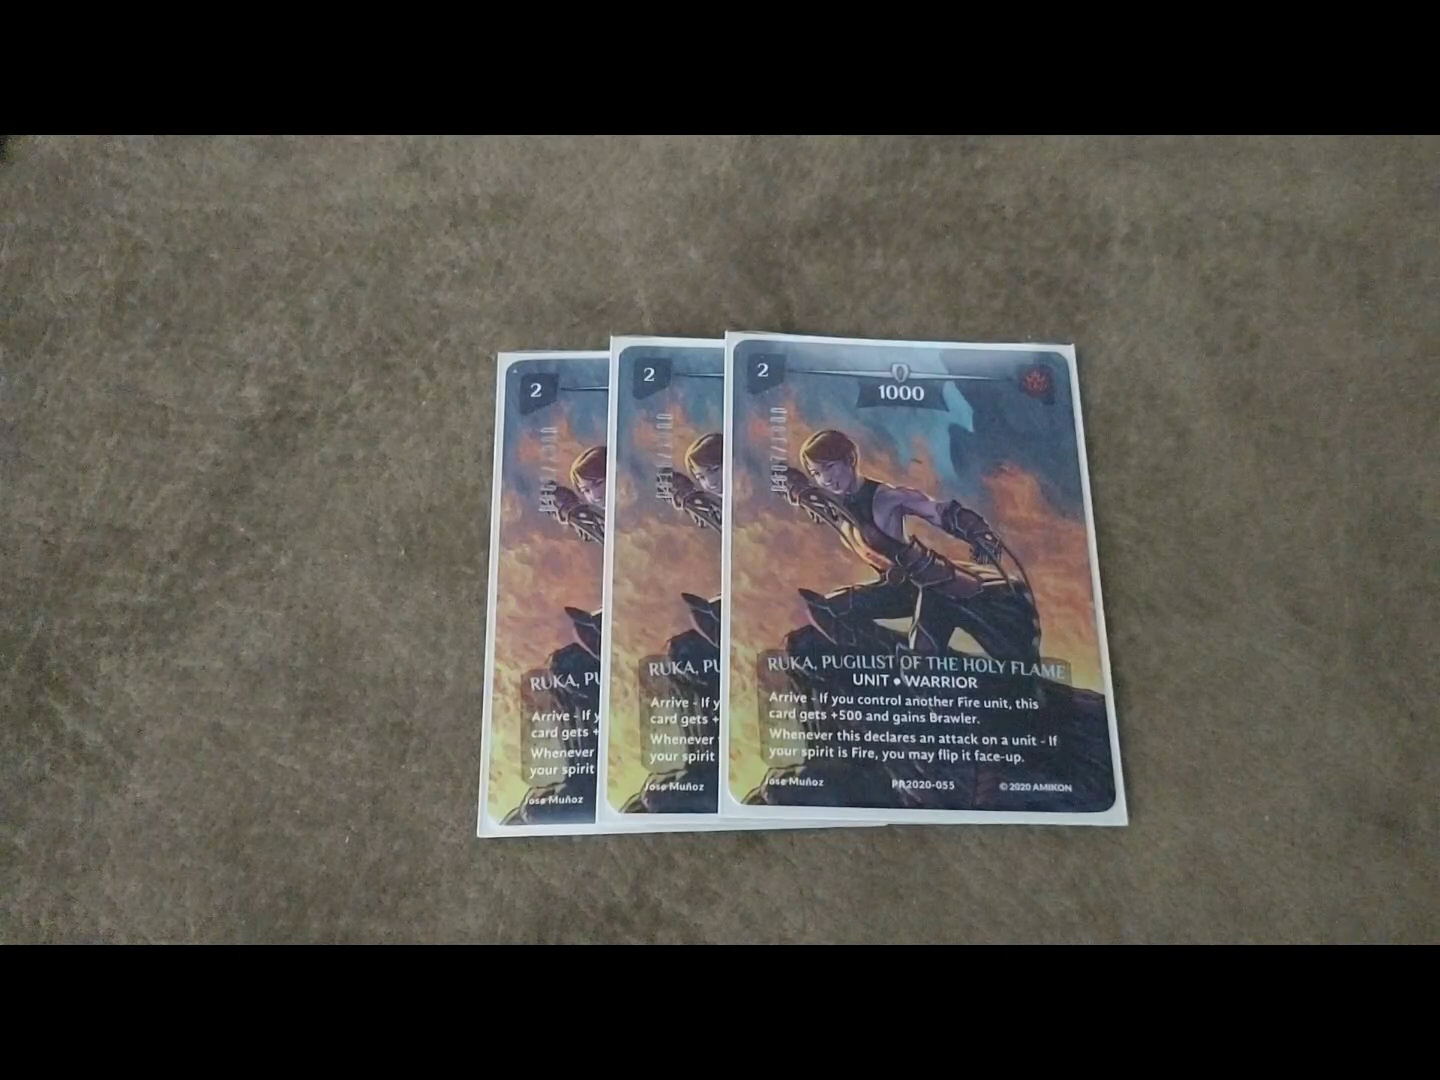 2
RUKA, PU
Arrive - If y
card gets +
Whenever
your spirit
Jose Muñoz
2
RUKA, PU
Arrive - If y
card gets +
Whenever
your spirit
Jose Muñoz
2
1000
RUKA, PUGILIST OF THE HOLY FLAME
UNIT • WARRIOR
Arrive - If you control another Fire unit, this
card gets +500 and gains Brawler.
Whenever this declares an attack on a unit - If
your spirit is Fire, you may flip it face-up.
Jose Muñoz PR2020-055 © 2020 AMIKON